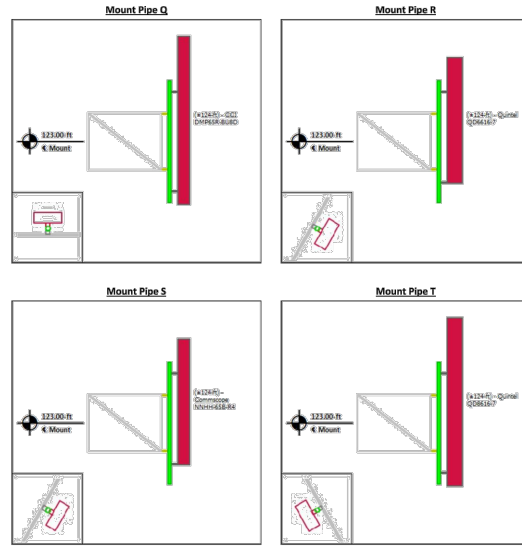 Mount Pipe Q
(≈124-ft) – CCI
DMP65R-BU8D
123.00-ft
℄ Mount
Mount Pipe R
(≈124-ft) – Quintel
QD6616-7
123.00-ft
℄ Mount
Mount Pipe S
(≈124-ft) –
Commscope
NNHH-65B-R4
123.00-ft
℄ Mount
Mount Pipe T
(≈124-ft) – Quintel
QD8616-7
123.00-ft
℄ Mount